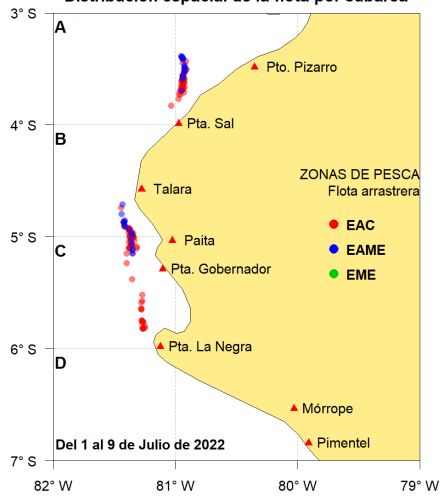 Distribución espacial de la flota por subárea
3° S
A
Pto. Pizarro
4° S
Pta. Sal
B
ZONAS DE PESCA
Talara
Flota arrastrera
EAC
5° S
Paita
EAME
C
Pta. Gobernador
EME
6° S
Pta. La Negra
D
Mórrope
Del 1 al 9 de Julio de 2022
Pimentel
7° S
82° W 81° W 80° W 79° W